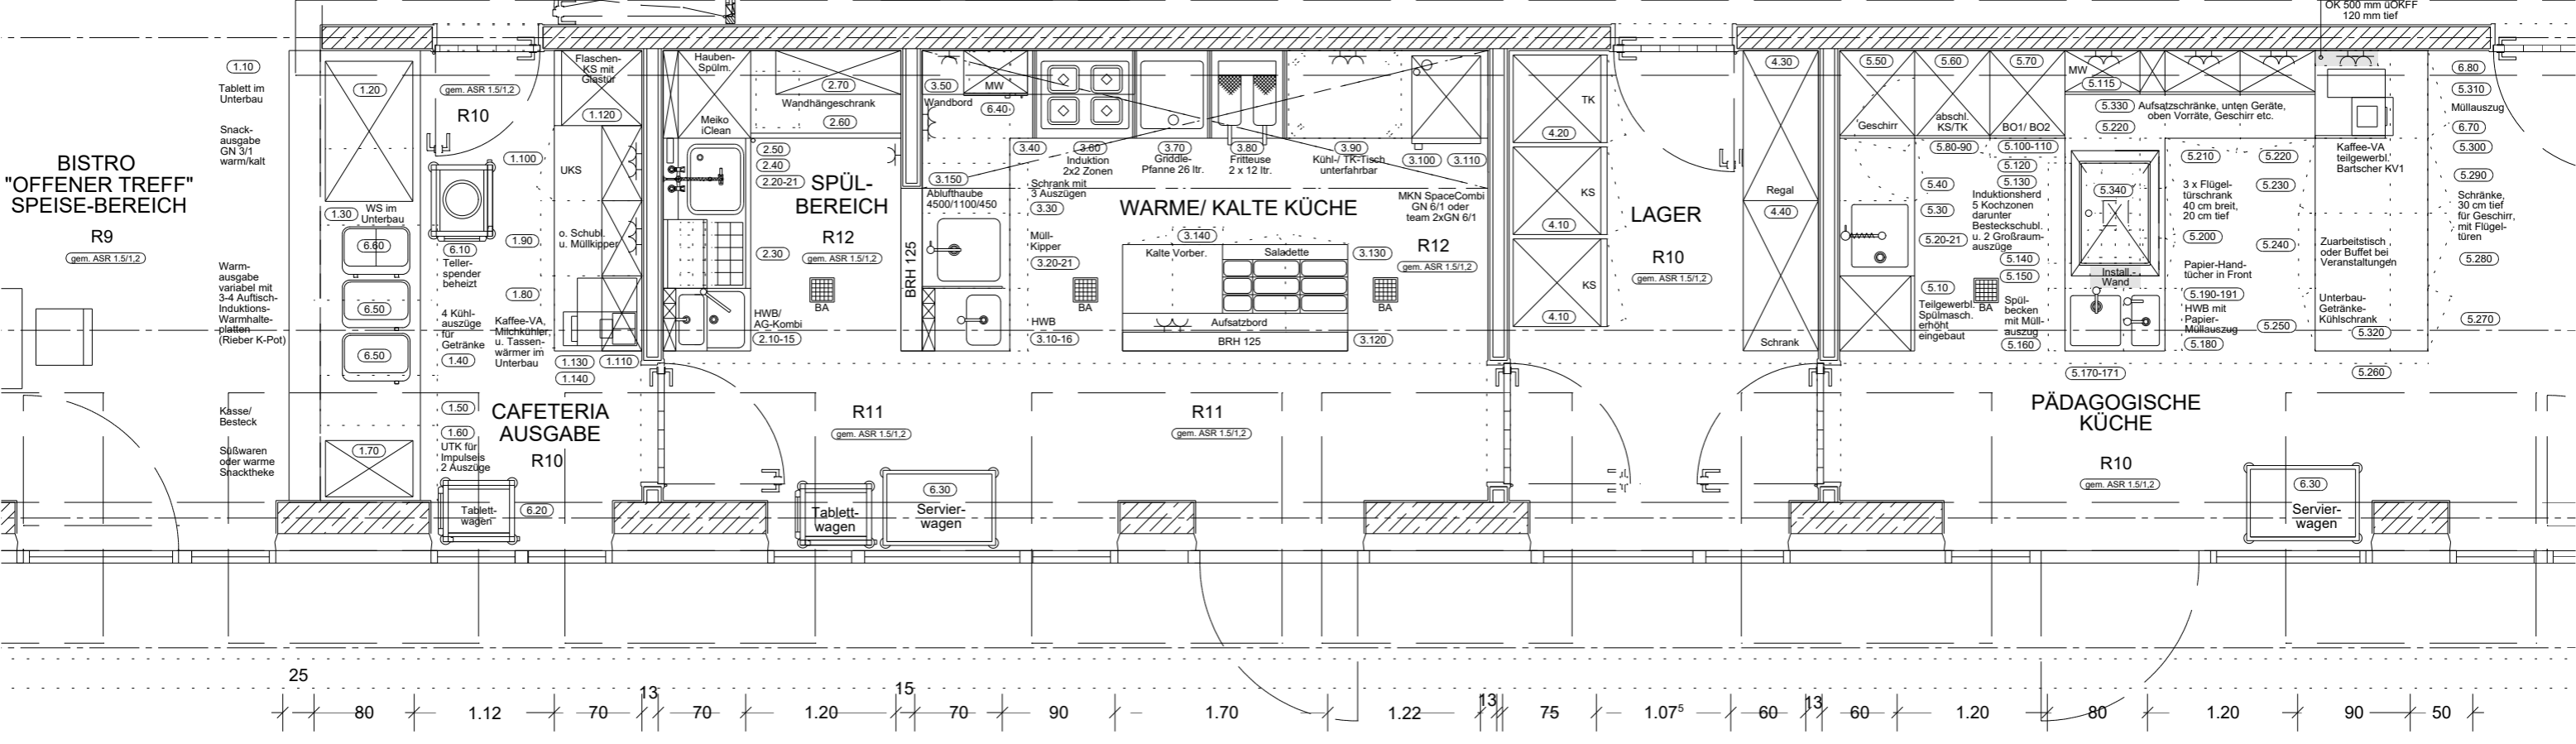 OK 500 mm üOKFF
120 mm tief
1.10
Tablett im
Unterbau
Snack-
ausgabe
GN 3/1
warm/kalt
BISTRO
"OFFENER TREFF"
SPEISE-BEREICH
R9
gem. ASR 1.5/1,2
Warm-
ausgabe
variabel mit
3-4 Auftisch-
Induktions-
Warmhalte-
platten
(Rieber K-Pot)
Kasse/
Besteck
Süßwaren
oder warme
Snacktheke
1.20
1.30
WS im
Unterbau
6.60
6.50
6.50
1.70
gem. ASR 1.5/1,2
R10
1.100
6.10
Teller-
spender
beheizt
1.90
1.80
4 Kühl-
auszüge
für
Getränke
1.40
Kaffee-VA,
Milchkühler,
u. Tassen-
wärmer im
Unterbau
1.50
1.60
UTK für
Impulseis
2 Auszüge
CAFETERIA
AUSGABE
R10
Tablett-
wagen
6.20
Flaschen-
KS mit
Glastür
1.120
UKS
o. Schubl.
u. Müllkipper
1.130
1.110
1.140
Hauben-
Spülm.
Meiko
iClean
2.70
Wandhängeschrank
2.60
2.50
2.40
2.20-21
SPÜL-
BEREICH
R12
gem. ASR 1.5/1,2
2.30
BA
HWB/
AG-Kombi
2.10-15
R11
gem. ASR 1.5/1,2
Tablett-
wagen
6.30
Servier-
wagen
BRH 125
3.50
Wandbord
MW
6.40
3.150
Ablufthaube
4500/1100/450
3.40
Schrank mit
3 Auszügen
3.30
Müll-
Kipper
3.20-21
BA
HWB
3.10-16
3.60
Induktion
2x2 Zonen
3.70
Griddle-
Pfanne 26 ltr.
3.80
Fritteuse
2 x 12 ltr.
3.90
Kühl-/ TK-Tisch
unterfahrbar
3.100
3.110
MKN SpaceCombi
GN 6/1 oder
team 2xGN 6/1
WARME/ KALTE KÜCHE
3.140
Kalte Vorber.
Saladette
Aufsatzbord
BRH 125
3.130
R12
gem. ASR 1.5/1,2
BA
3.120
R11
gem. ASR 1.5/1,2
TK
4.20
KS
4.10
KS
4.10
LAGER
R10
gem. ASR 1.5/1,2
4.30
Regal
4.40
Schrank
5.50
Geschirr
5.60
abschl.
KS/TK
5.70
BO1/ BO2
MW
5.115
5.330
Aufsatzschränke, unten Geräte,
oben Vorräte, Geschirr etc.
5.220
5.80-90
5.100-110
5.120
5.130
5.40
5.30
5.20-21
Induktionsherd
5 Kochzonen
darunter
Besteckschubl.
u. 2 Großraum-
auszüge
5.140
5.150
5.10
Teilgewerbl.
Spülmasch.
erhöht
eingebaut
BA
Spül-
becken
mit Müll-
auszug
5.160
5.340
Install.-
Wand
5.170-171
5.210
5.220
3 x Flügel-
türschrank
40 cm breit,
20 cm tief
5.230
5.200
5.240
Papier-Hand-
tücher in Front
5.190-191
HWB mit
Papier-
Müllauszug
5.180
5.250
Kaffee-VA
teilgewerbl.
Bartscher KV1
Zuarbeitstisch
oder Buffet bei
Veranstaltungen
Unterbau-
Getränke-
Kühlschrank
5.320
5.260
6.80
5.310
Müllauszug
6.70
5.300
5.290
Schränke,
30 cm tief
für Geschirr,
mit Flügel-
türen
5.280
5.270
PÄDAGOGISCHE
KÜCHE
R10
gem. ASR 1.5/1,2
6.30
Servier-
wagen
25
80
1.12
70
13
70
1.20
15
70
90
1.70
1.22
13
75
1.07⁵
60
13
60
1.20
80
1.20
90
50